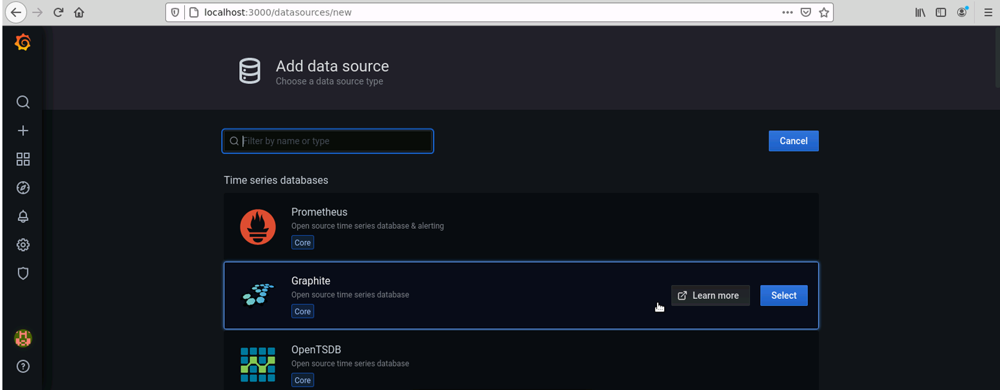 localhost:3000/datasources/new
Add data source
Choose a data source type
Filter by name or type
Cancel
Time series databases
Prometheus
Open source time series database & alerting
Core
Graphite
Open source time series database
Core
Learn more
Select
OpenTSDB
Open source time series database
Core